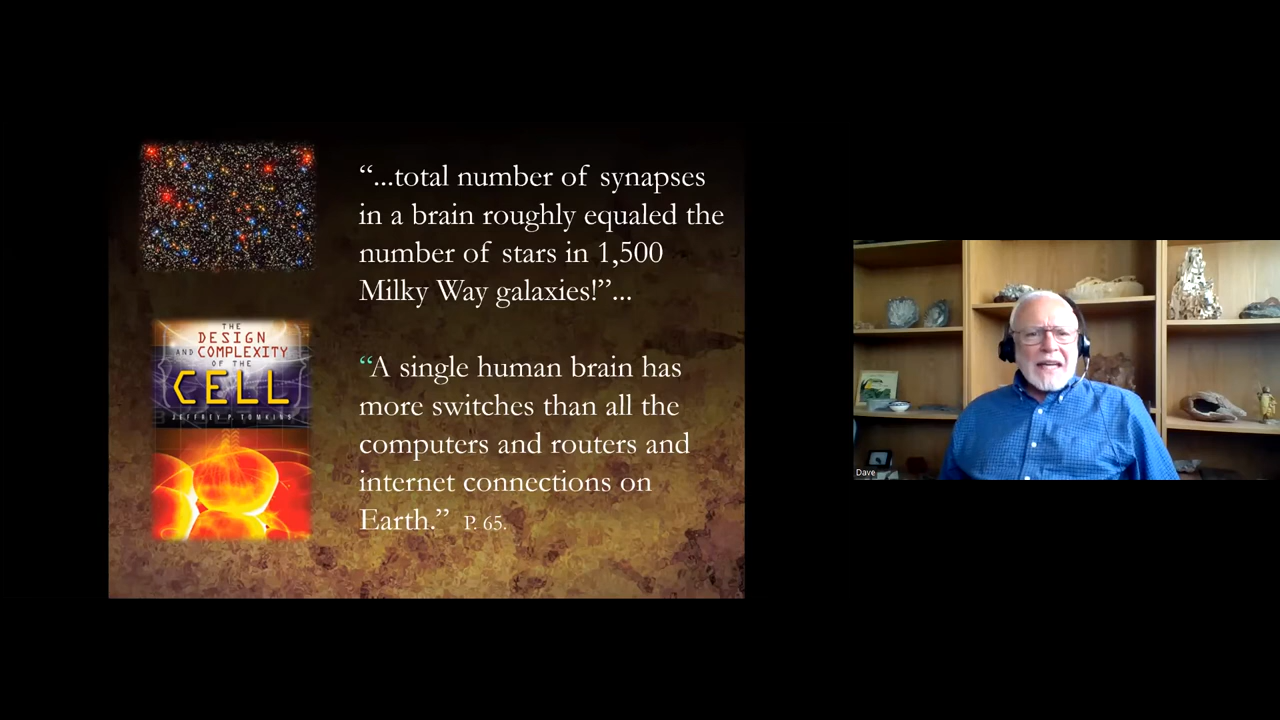 “...total number of synapses
in a brain roughly equaled the
number of stars in 1,500
Milky Way galaxies!”...
THE
DESIGN
AND COMPLEXITY
OF THE
CELL
JEFFREY P. TOMKINS
“A single human brain has
more switches than all the
computers and routers and
internet connections on
Earth.” P. 65.
Dave